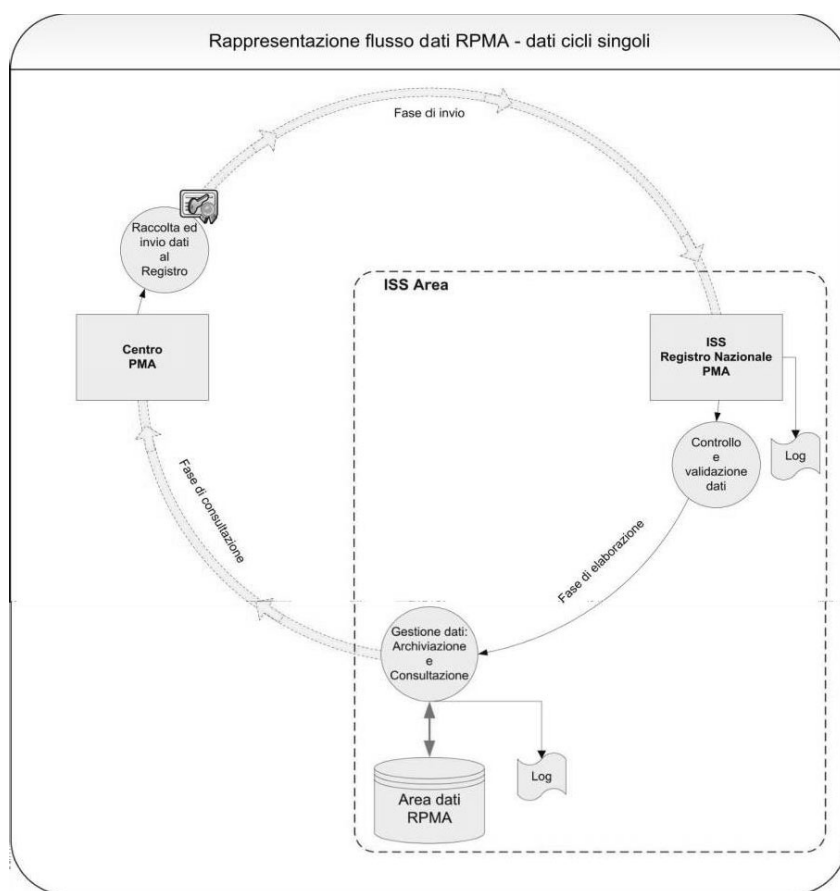 Rappresentazione flusso dati RPMA - dati cicli singoli
Fase di invio
Raccolta ed
invio dati
al
Registro
ISS Area
Centro
PMA
ISS
Registro Nazionale
PMA
Controllo
e
validazione
dati
Log
Fase di consultazione
Fase di elaborazione
Gestione dati:
Archiviazione
e
Consultazione
Log
Area dati
RPMA